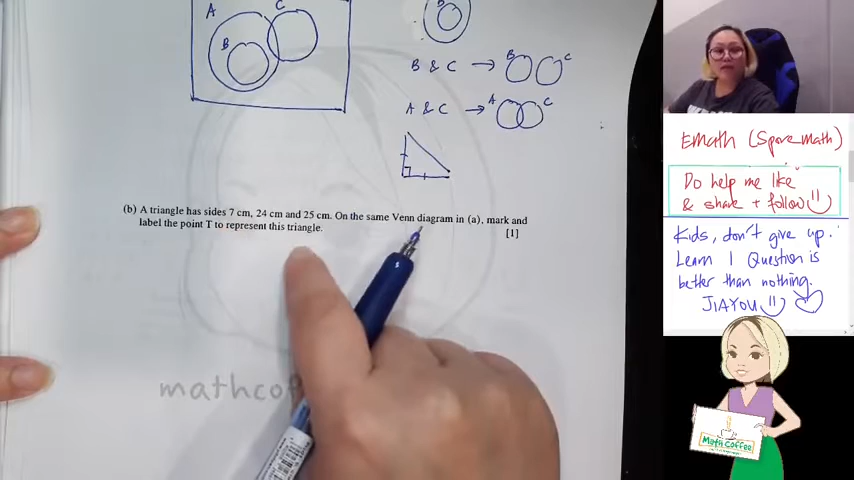 A
C
B
B
B & C → B C
A & C → A C
(b) A triangle has sides 7 cm, 24 cm and 25 cm. On the same Venn diagram in (a), mark and
label the point T to represent this triangle.
[1]
mathcof
Emath (Spore math)
Do help me like
& share + follow
Kids, don't give up.
Learn 1 Question is
better than nothing.
JIAYOU
Math Coffee